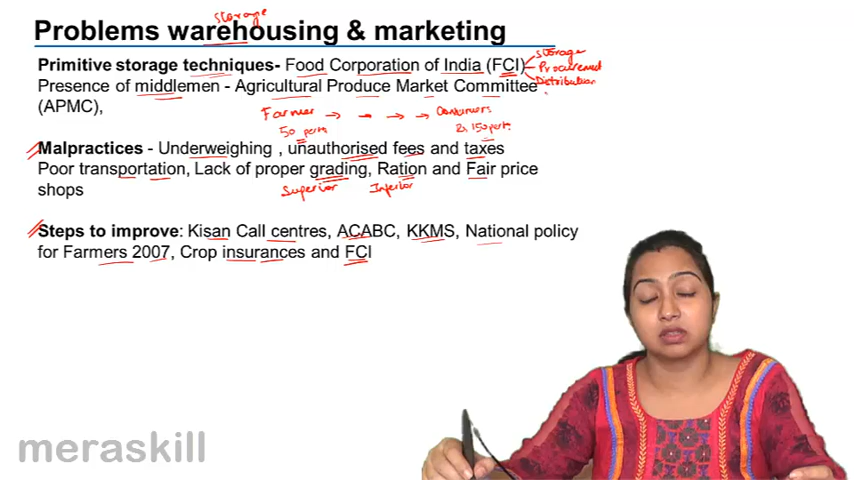 storage
Problems warehousing & marketing
Primitive storage techniques- Food Corporation of India (FCI)
storage
Procurement
Distribution
Presence of middlemen - Agricultural Produce Market Committee
(APMC),
Farmer → → → Consumers
50 per
Rs 150 per
Malpractices - Underweighing , unauthorised fees and taxes
Poor transportation, Lack of proper grading, Ration and Fair price
shops
Superior Inferior
Steps to improve: Kisan Call centres, ACABC, KKMS, National policy
for Farmers 2007, Crop insurances and FCI
meraskill